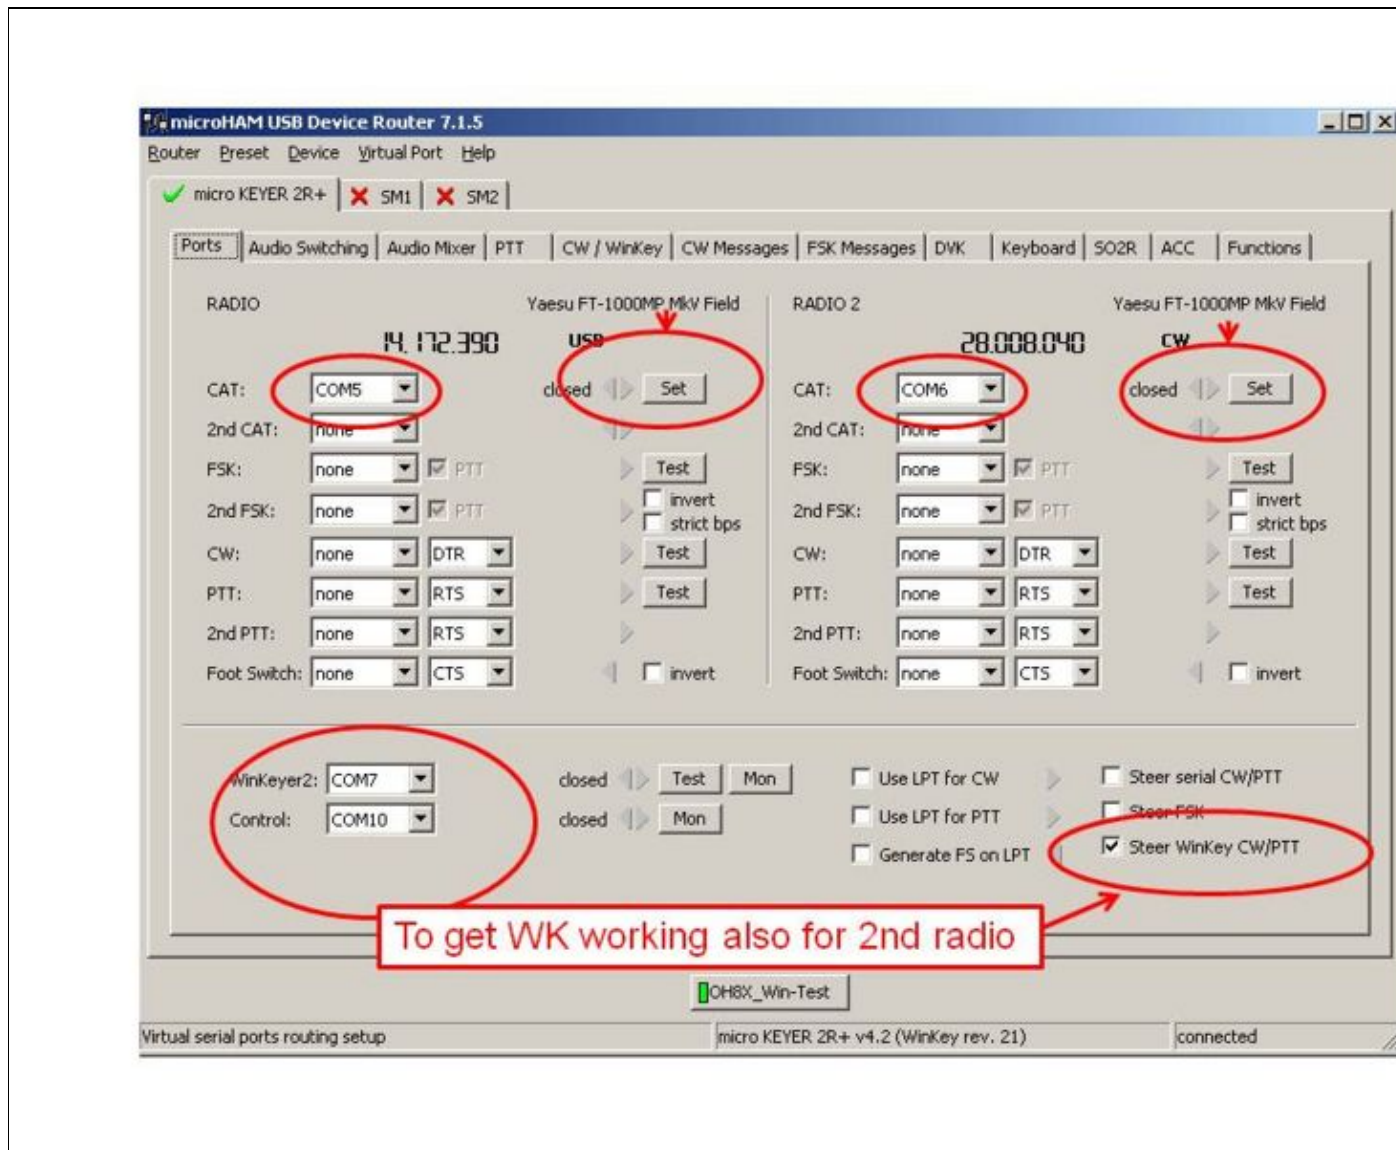 microHAM USB Device Router 7.1.5
Router Preset Device Virtual Port Help
micro KEYER 2R+ SM1 SM2
Ports Audio Switching Audio Mixer PTT CW / WinKey CW Messages FSK Messages DVK Keyboard SO2R ACC Functions
RADIO Yaesu FT-1000MP MkV Field RADIO 2 Yaesu FT-1000MP MkV Field
14.172.390 USB 28.008.040 CW
CAT: COM5 closed Set CAT: COM6 closed Set
2nd CAT: none 2nd CAT: none
FSK: none PTT Test FSK: none PTT Test
2nd FSK: none PTT invert 2nd FSK: none PTT invert
strict bps strict bps
CW: none DTR Test CW: none DTR Test
PTT: none RTS Test PTT: none RTS Test
2nd PTT: none RTS 2nd PTT: none RTS
Foot Switch: none CTS invert Foot Switch: none CTS invert
WinKeyer2: COM7 closed Test Mon Use LPT for CW Steer serial CW/PTT
Control: COM10 closed Mon Use LPT for PTT Steer FSK
Generate FS on LPT Steer WinKey CW/PTT
To get WK working also for 2nd radio
OH8X_Win-Test
Virtual serial ports routing setup micro KEYER 2R+ v4.2 (WinKey rev. 21) connected